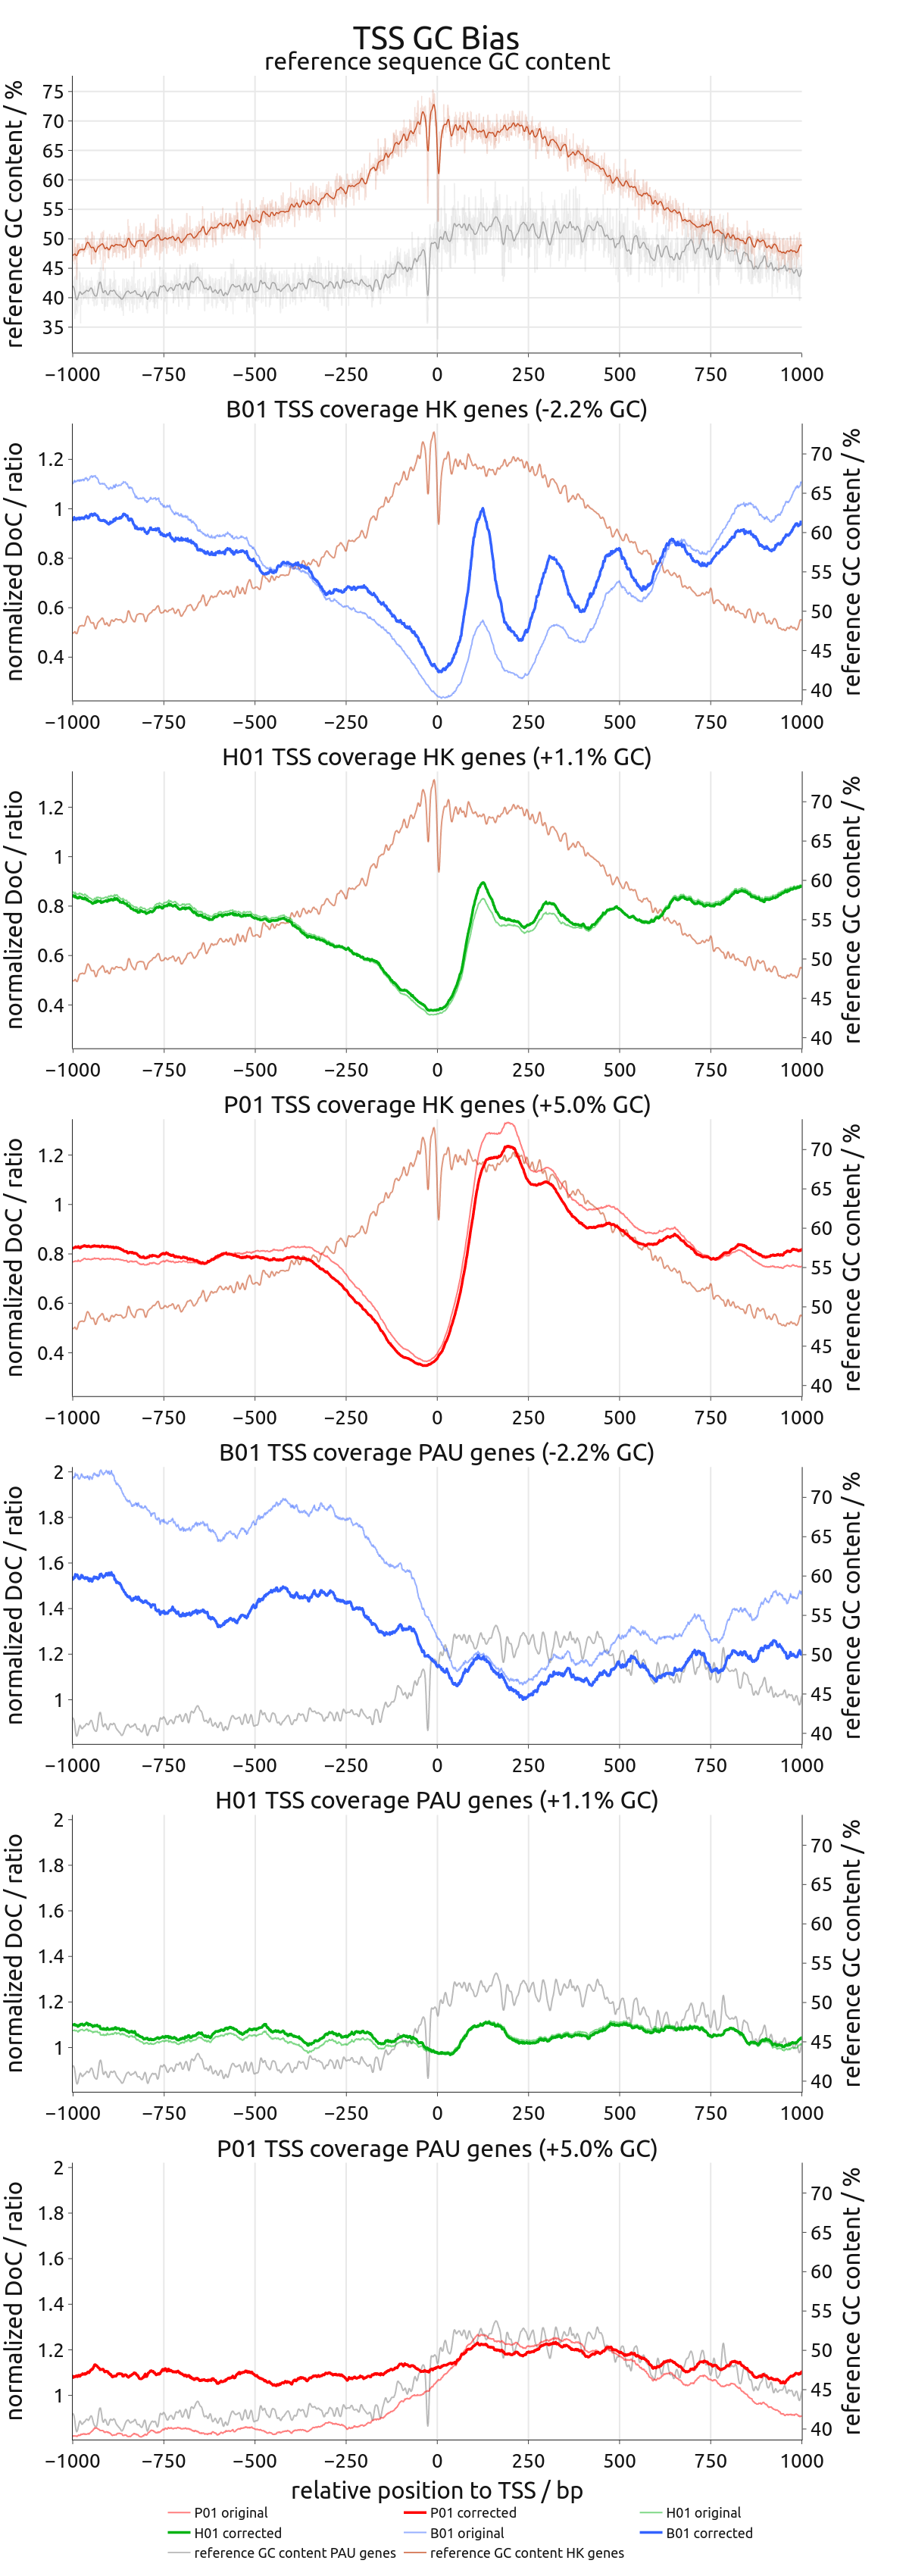 TSS GC Bias
reference sequence GC content
reference GC content / %
75
70
65
60
55
50
45
40
35
−1000 −750 −500 −250 0 250 500 750 1000
B01 TSS coverage HK genes (-2.2% GC)
normalized DoC / ratio
1.2
1
0.8
0.6
0.4
70
65
60
55
50
45
40
reference GC content / %
−1000 −750 −500 −250 0 250 500 750 1000
H01 TSS coverage HK genes (+1.1% GC)
normalized DoC / ratio
1.2
1
0.8
0.6
0.4
70
65
60
55
50
45
40
reference GC content / %
−1000 −750 −500 −250 0 250 500 750 1000
P01 TSS coverage HK genes (+5.0% GC)
normalized DoC / ratio
1.2
1
0.8
0.6
0.4
70
65
60
55
50
45
40
reference GC content / %
−1000 −750 −500 −250 0 250 500 750 1000
B01 TSS coverage PAU genes (-2.2% GC)
normalized DoC / ratio
2
1.8
1.6
1.4
1.2
1
70
65
60
55
50
45
40
reference GC content / %
−1000 −750 −500 −250 0 250 500 750 1000
H01 TSS coverage PAU genes (+1.1% GC)
normalized DoC / ratio
2
1.8
1.6
1.4
1.2
1
70
65
60
55
50
45
40
reference GC content / %
−1000 −750 −500 −250 0 250 500 750 1000
P01 TSS coverage PAU genes (+5.0% GC)
normalized DoC / ratio
2
1.8
1.6
1.4
1.2
1
70
65
60
55
50
45
40
reference GC content / %
−1000 −750 −500 −250 0 250 500 750 1000
relative position to TSS / bp
P01 original P01 corrected H01 original
H01 corrected B01 original B01 corrected
reference GC content PAU genes reference GC content HK genes